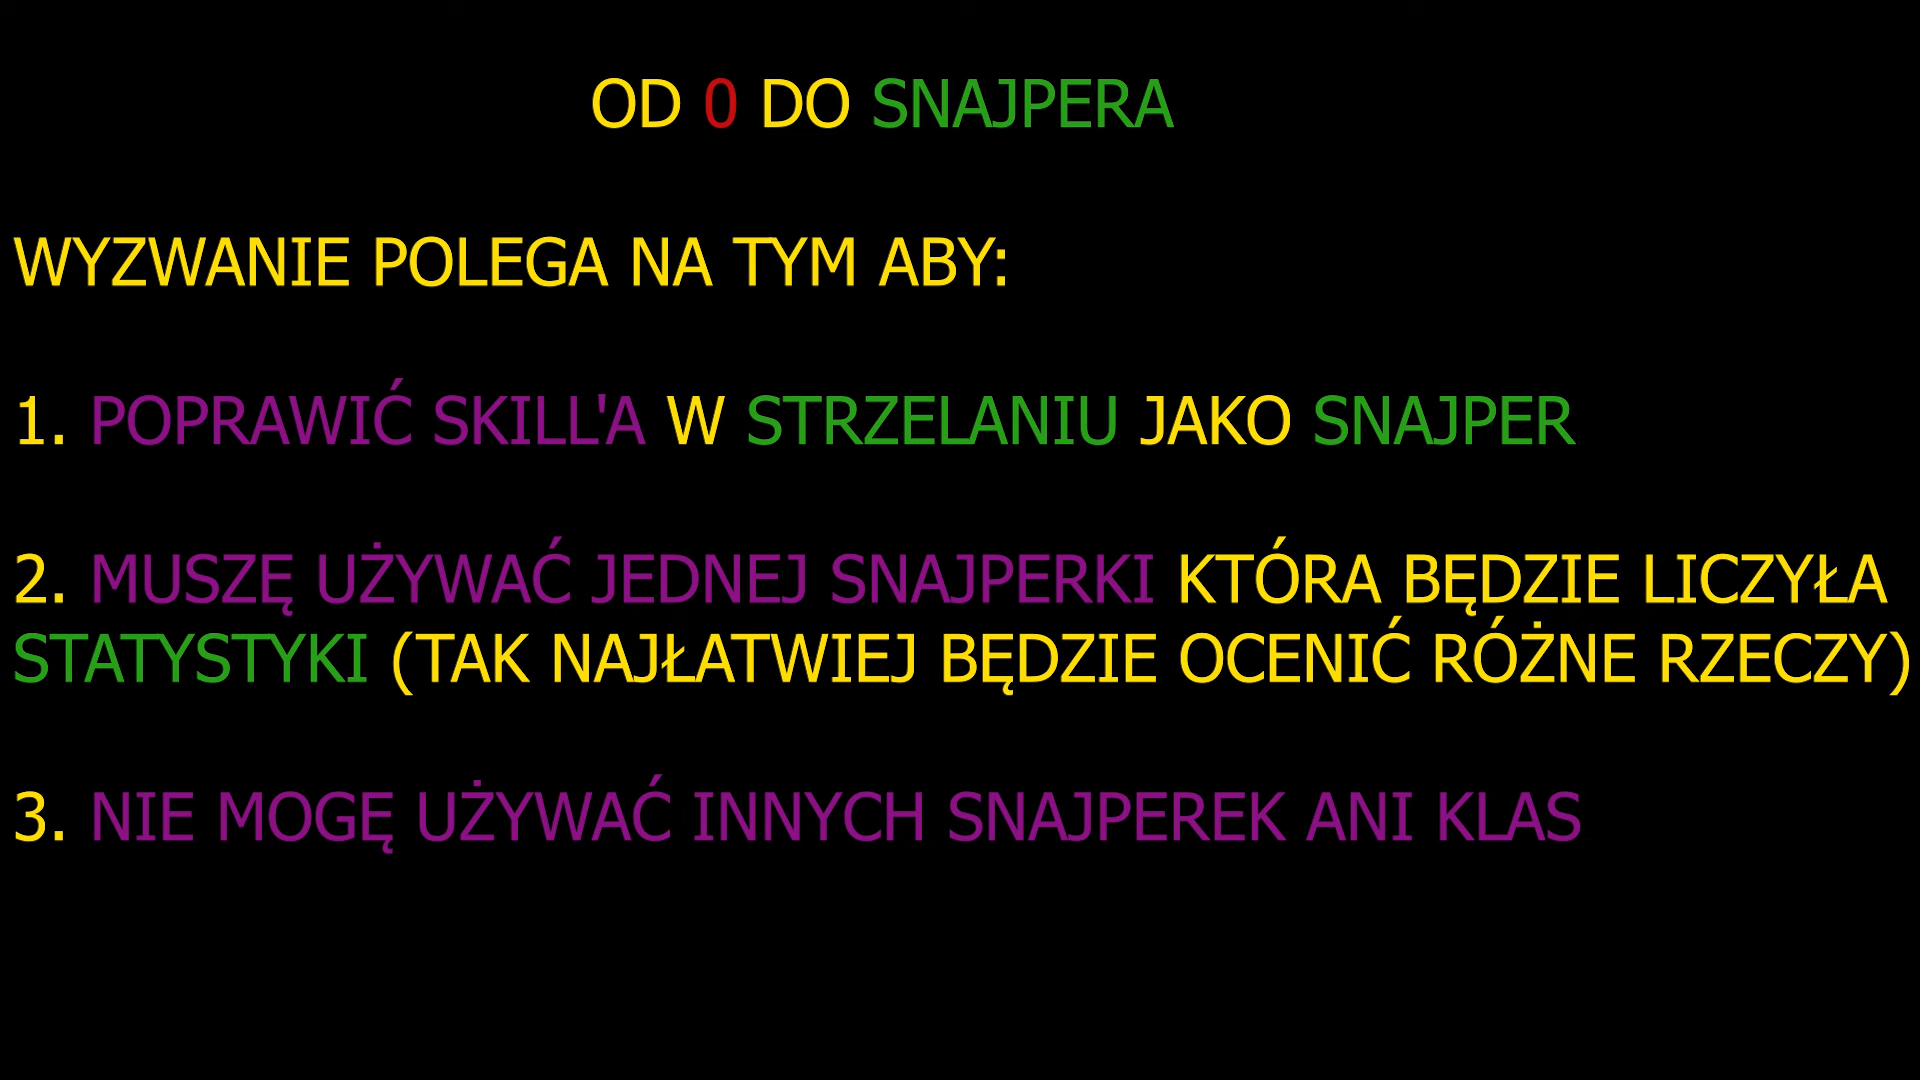 OD 0 DO SNAJPERA
WYZWANIE POLEGA NA TYM ABY:
1. POPRAWIĆ SKILL'A W STRZELANIU JAKO SNAJPER
2. MUSZĘ UŻYWAĆ JEDNEJ SNAJPERKI KTÓRA BĘDZIE LICZYŁA
STATYSTYKI (TAK NAJŁATWIEJ BĘDZIE OCENIĆ RÓŻNE RZECZY)
3. NIE MOGĘ UŻYWAĆ INNYCH SNAJPEREK ANI KLAS